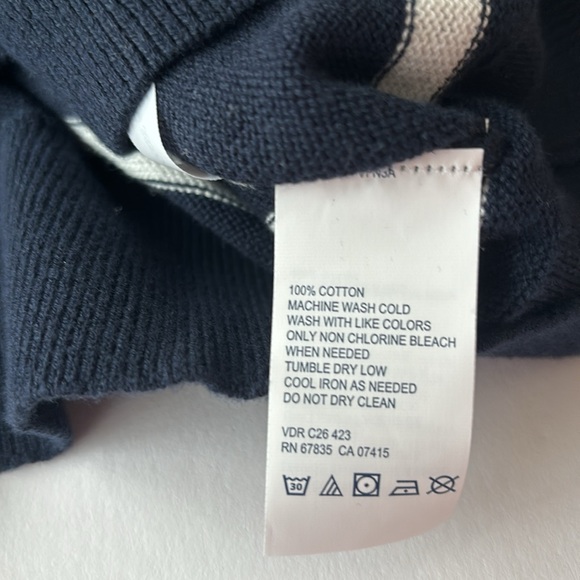 100% COTTON
MACHINE WASH COLD
WASH WITH LIKE COLORS
ONLY NON CHLORINE BLEACH
WHEN NEEDED
TUMBLE DRY LOW
COOL IRON AS NEEDED
DO NOT DRY CLEAN
VDR C26 423
RN 67835 CA 07415
30